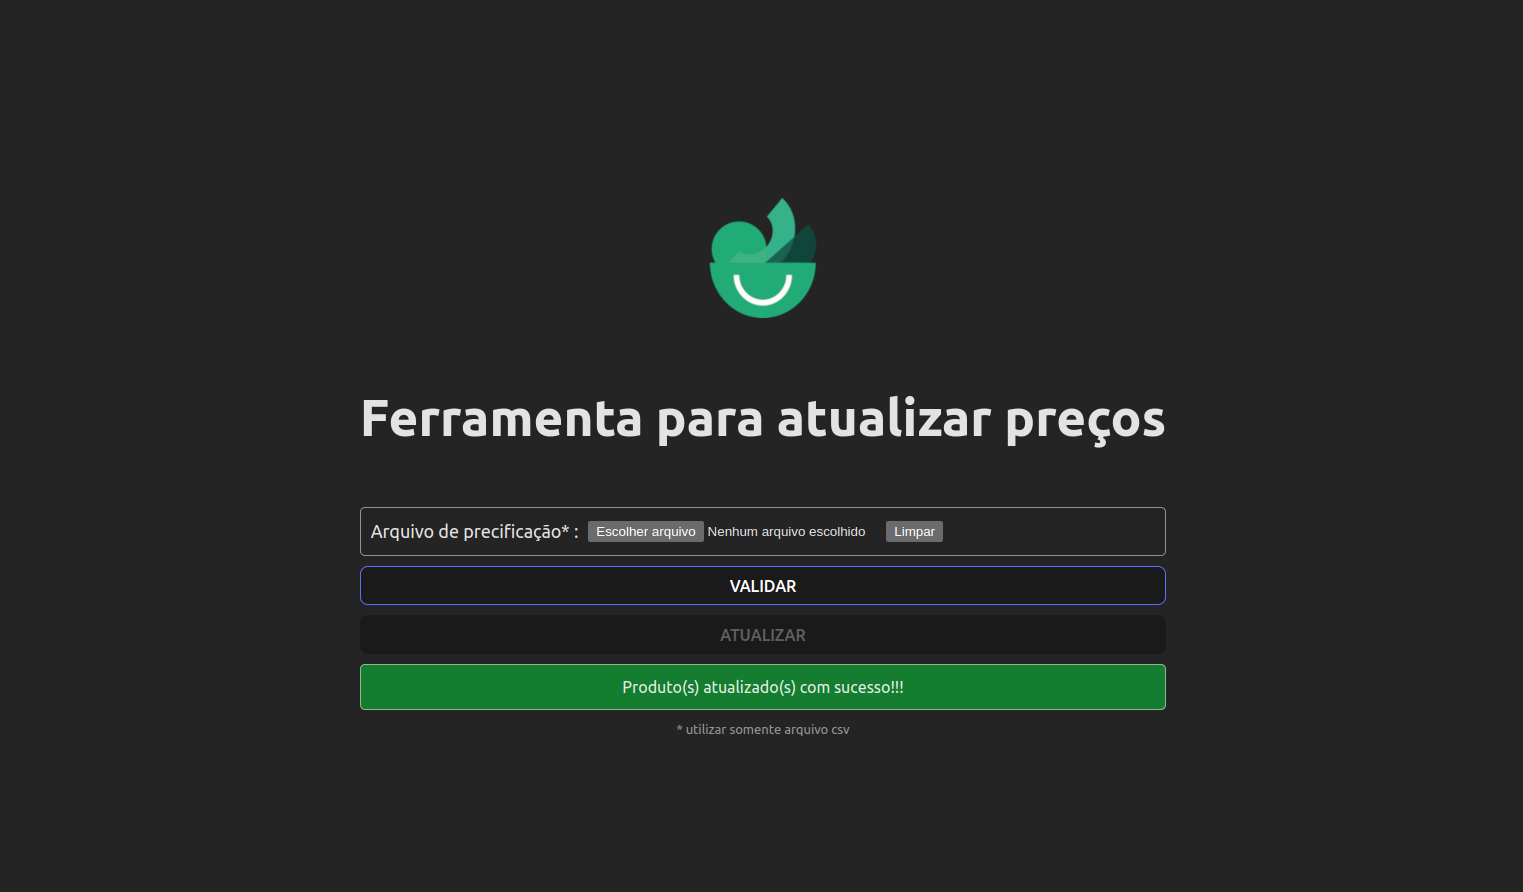 Ferramenta para atualizar preços
Arquivo de precificação* : Escolher arquivo Nenhum arquivo escolhido Limpar
VALIDAR
ATUALIZAR
Produto(s) atualizado(s) com sucesso!!!
* utilizar somente arquivo csv